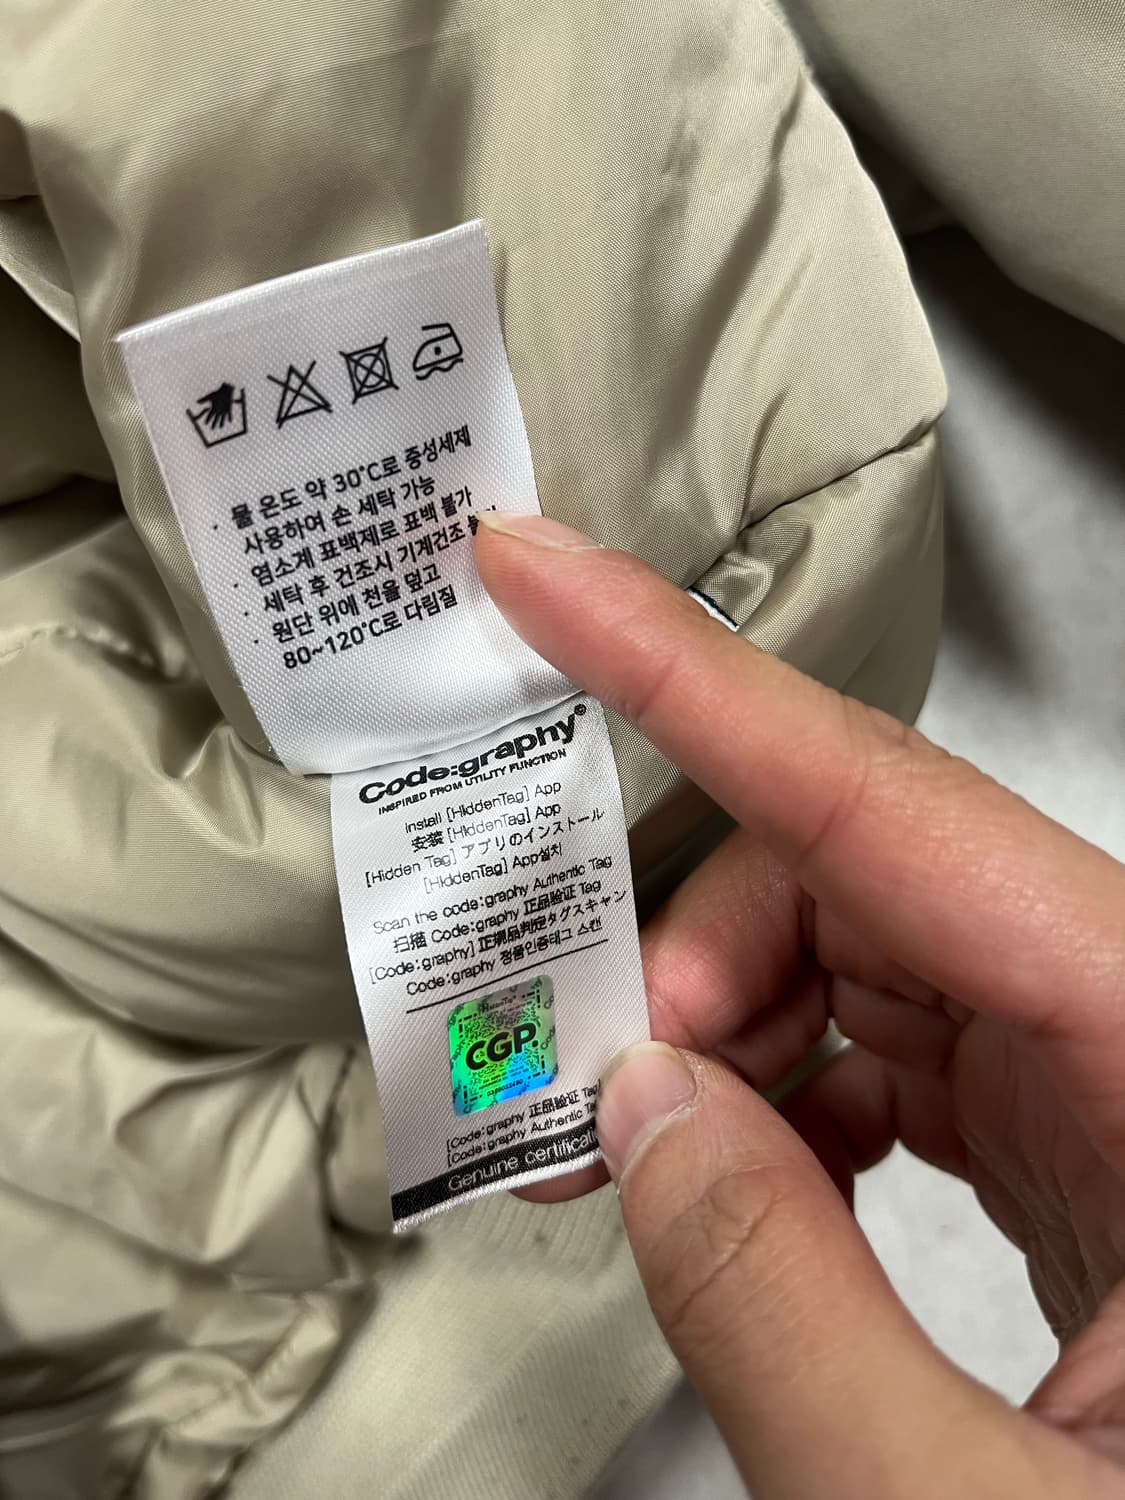 · 물 온도 약 30℃로 중성세제
사용하여 손 세탁 가능
· 염소계 표백제로 표백 불가
· 세탁 후 건조시 기계건조
· 원단 위에 천을 덮고
80~120℃로 다림질
Code:graphy©
INSPIRED FROM UTILITY FUNCTION
Install [HiddenTag] App
安装 [HiddenTag] App
[Hidden Tag] アプリのインストール
[HiddenTag] App설치
Scan the code:graphy Authentic Tag
扫描 Code:graphy 正品验证 Tag
[Code:graphy] 正規品判定タグスキャン
Code:graphy 정품인증태그 스캔
HiddenTag®
CGP.
[Code:graphy 正品验证 Tag]
[Code:graphy Authentic
Genuine